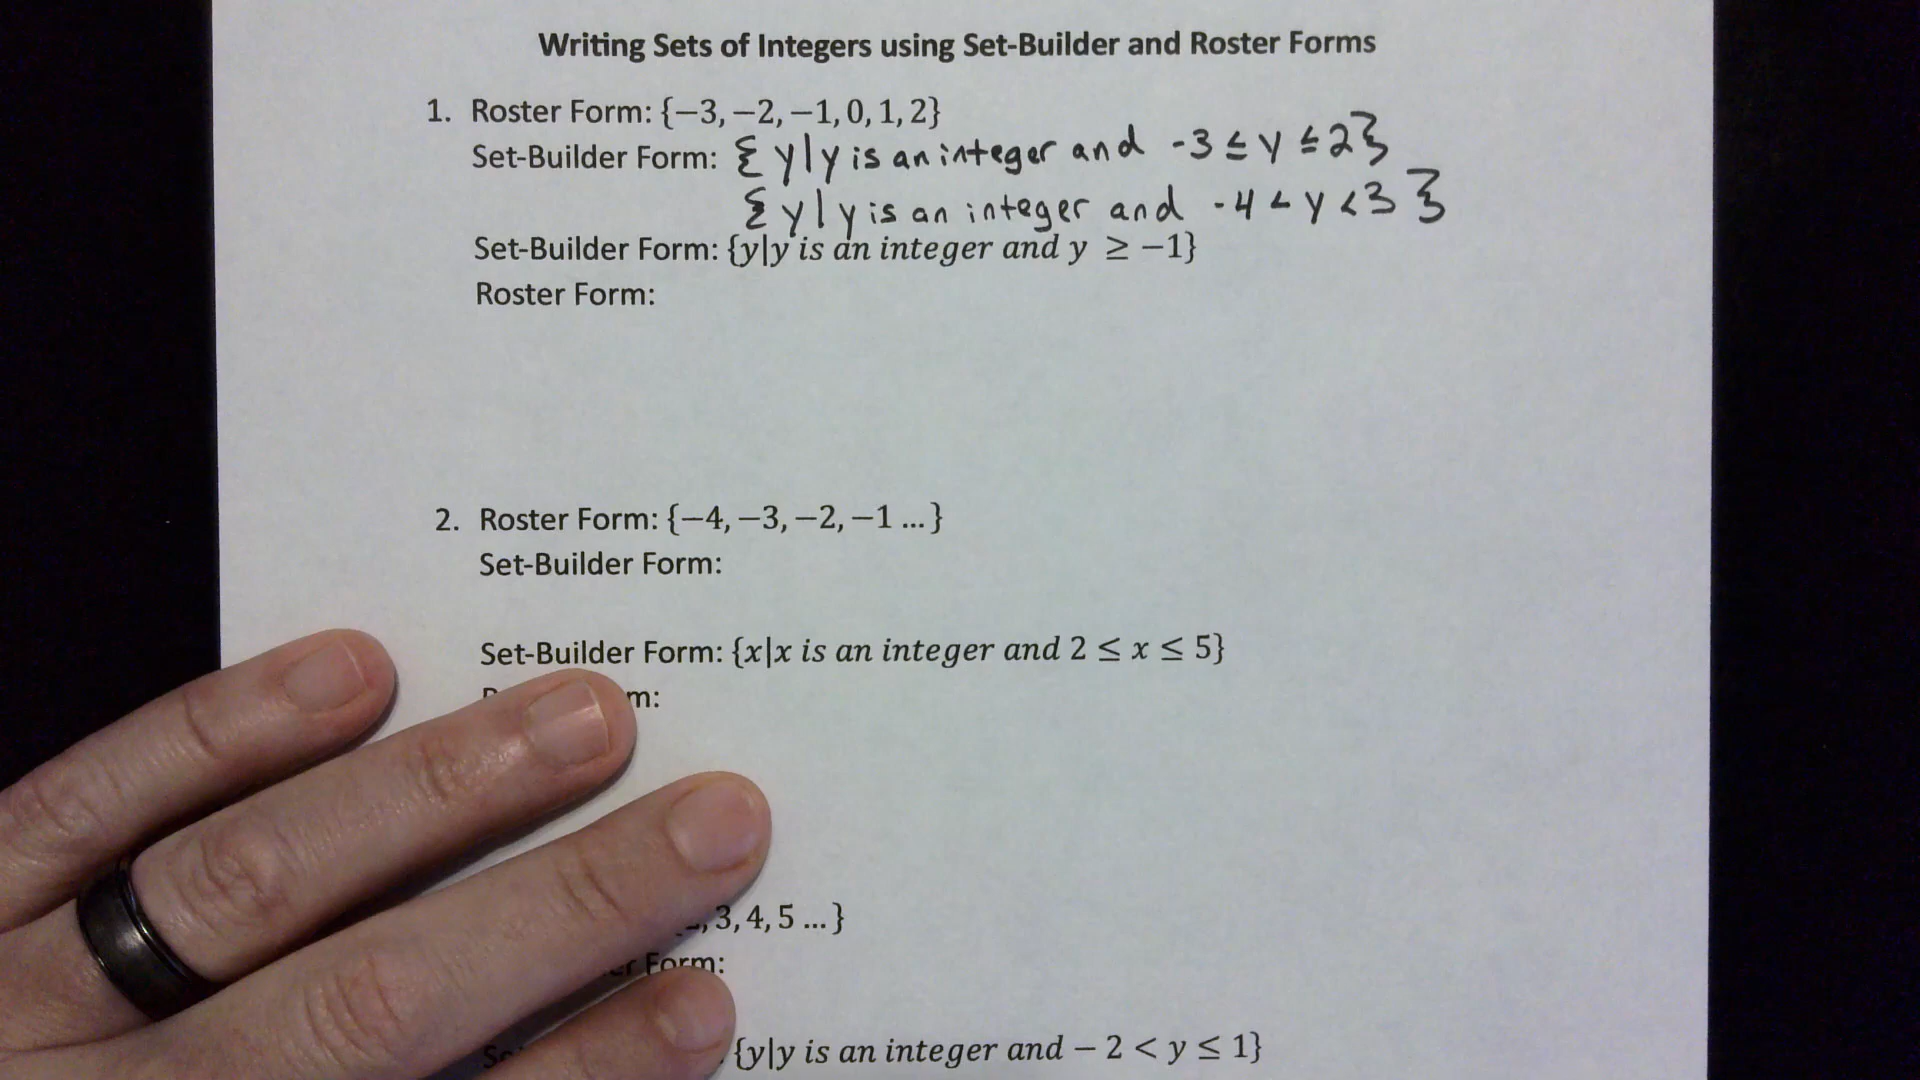 Writing Sets of Integers using Set-Builder and Roster Forms
1. Roster Form: {−3, −2, −1, 0, 1, 2}
Set-Builder Form: {y|y is an integer and -3 ≤ y ≤ 2}
{y|y is an integer and -4 < y < 3}
Set-Builder Form: {y|y is an integer and y ≥ −1}
Roster Form:
2. Roster Form: {−4, −3, −2, −1 ...}
Set-Builder Form:
Set-Builder Form: {x|x is an integer and 2 ≤ x ≤ 5}
m:
, 3, 4, 5 ...}
Form:
{y|y is an integer and − 2 < y ≤ 1}